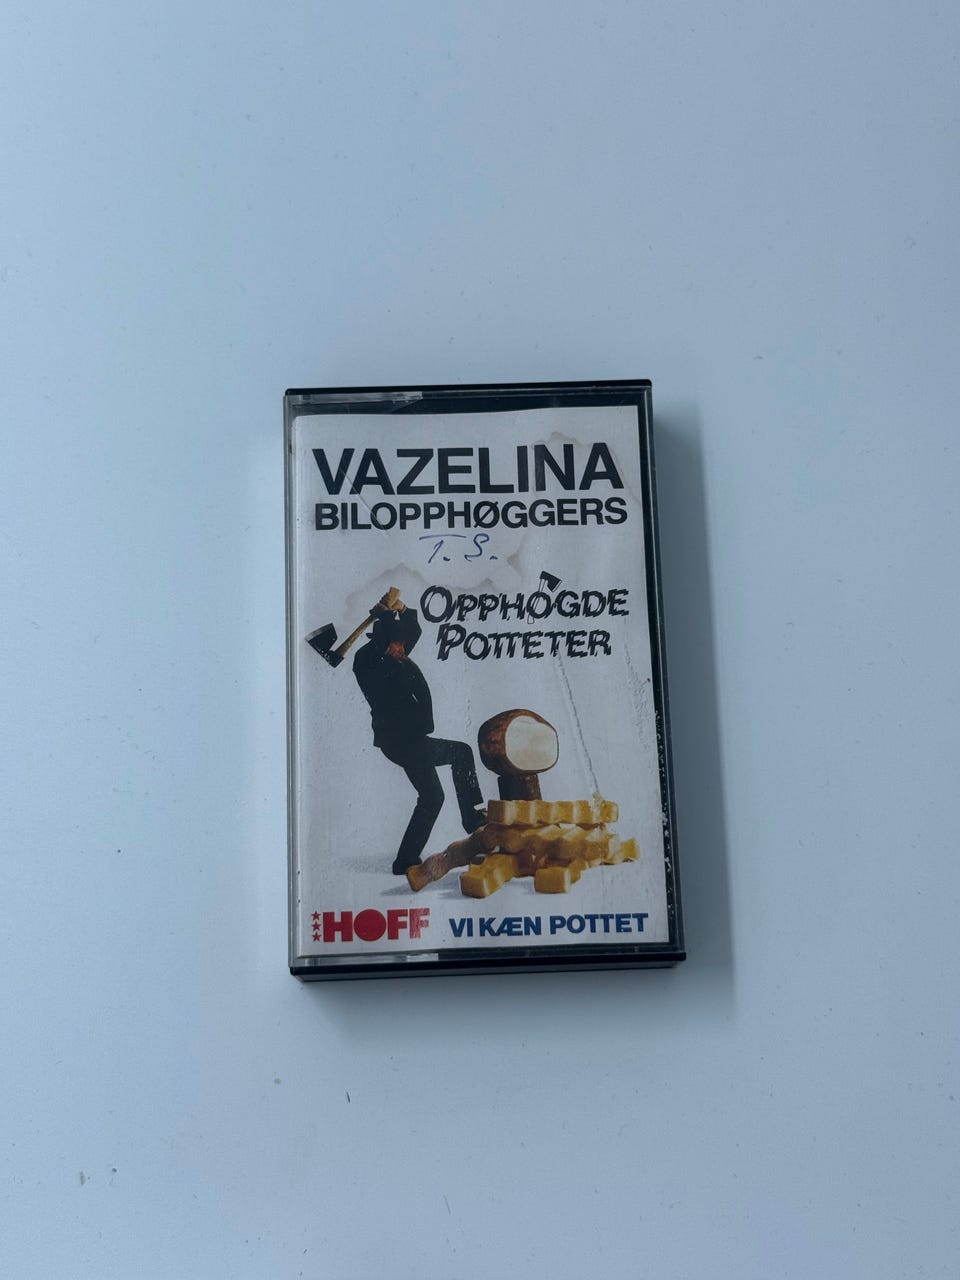 VAZELINA
BILOPPHØGGERS
T. S.
OPPHØGDE
POTTETER
HOFF VI KÆN POTTET